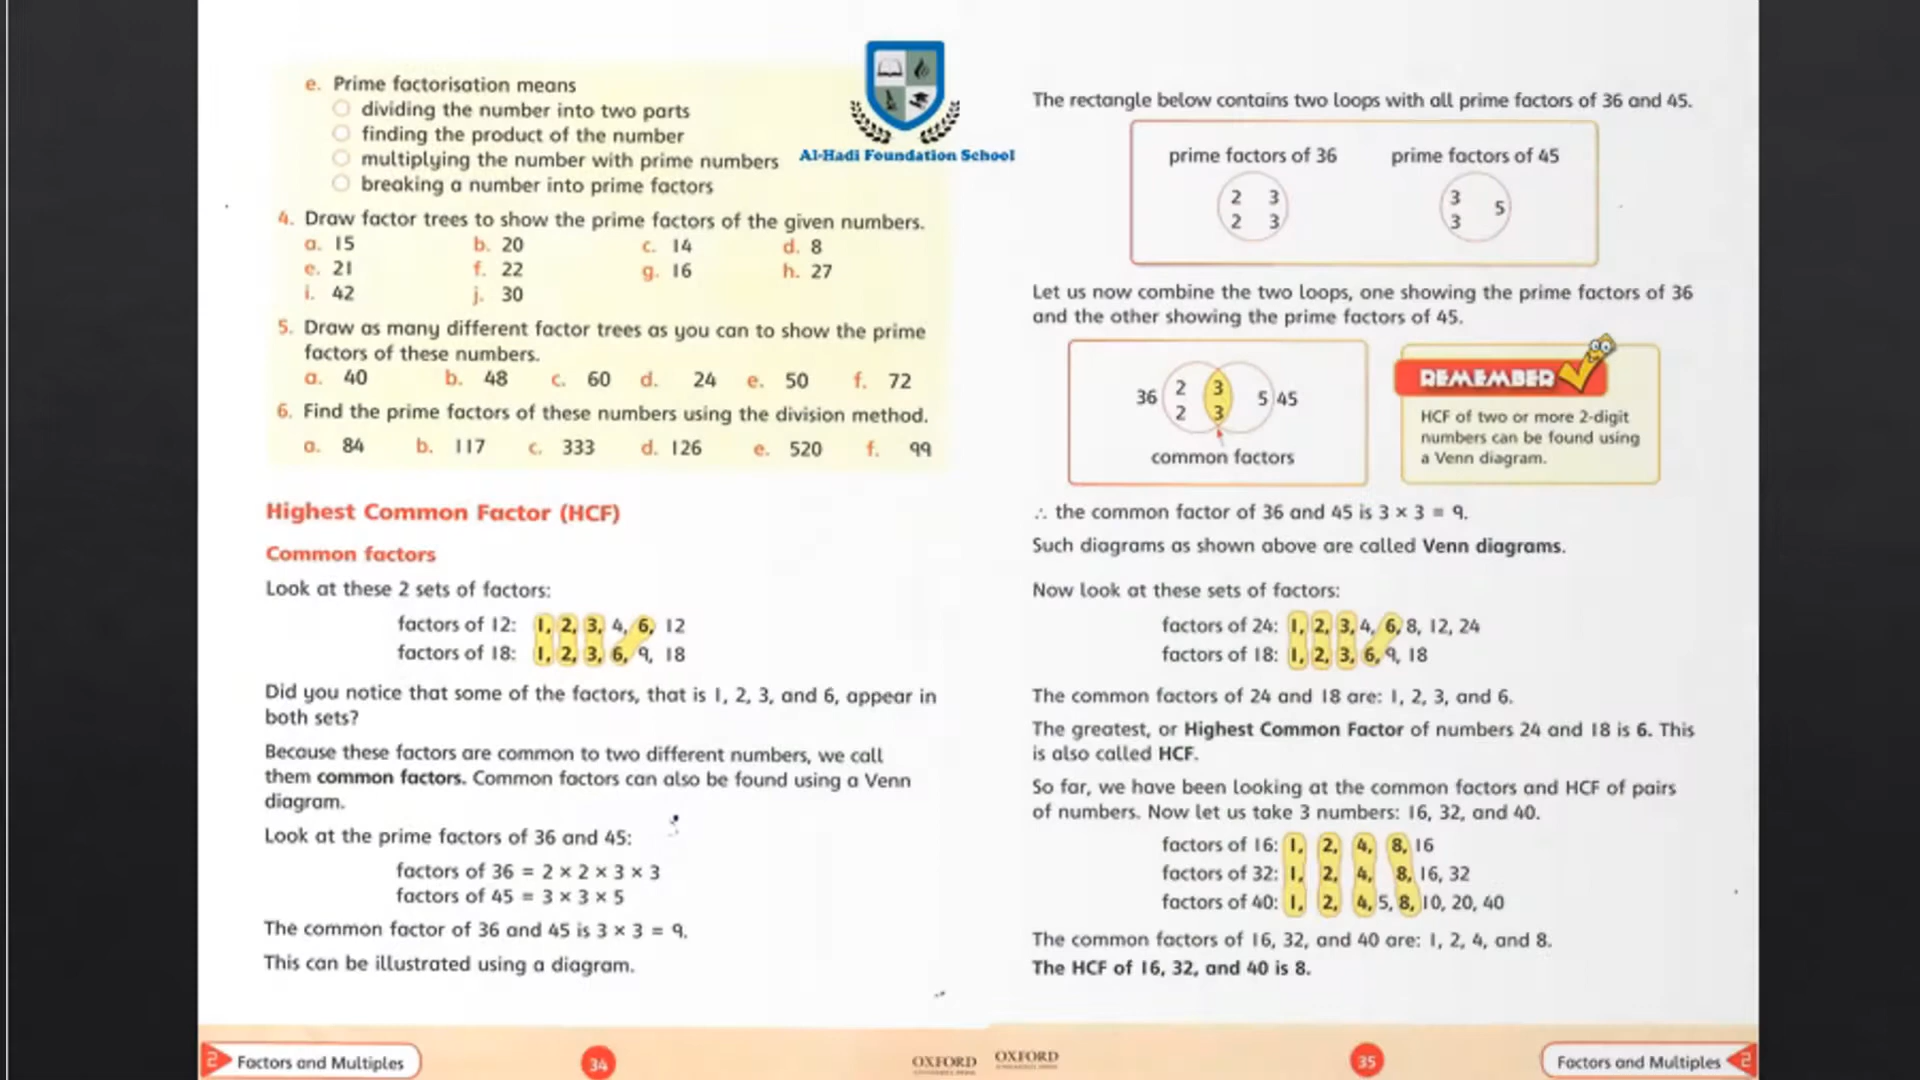 e. Prime factorisation means
dividing the number into two parts
finding the product of the number
multiplying the number with prime numbers
breaking a number into prime factors
Al-Hadi Foundation School
4. Draw factor trees to show the prime factors of the given numbers.
a. 15 b. 20 c. 14 d. 8
e. 21 f. 22 g. 16 h. 27
i. 42 j. 30
5. Draw as many different factor trees as you can to show the prime
factors of these numbers.
a. 40 b. 48 c. 60 d. 24 e. 50 f. 72
6. Find the prime factors of these numbers using the division method.
a. 84 b. 117 c. 333 d. 126 e. 520 f. 99
Highest Common Factor (HCF)
Common factors
Look at these 2 sets of factors:
factors of 12: 1, 2, 3, 4, 6, 12
factors of 18: 1, 2, 3, 6, 9, 18
Did you notice that some of the factors, that is 1, 2, 3, and 6, appear in
both sets?
Because these factors are common to two different numbers, we call
them common factors. Common factors can also be found using a Venn
diagram.
Look at the prime factors of 36 and 45:
factors of 36 = 2 × 2 × 3 × 3
factors of 45 = 3 × 3 × 5
The common factor of 36 and 45 is 3 × 3 = 9.
This can be illustrated using a diagram.
2 Factors and Multiples
34
OXFORD
The rectangle below contains two loops with all prime factors of 36 and 45.
prime factors of 36 prime factors of 45
2 3 3 5
2 3 3
Let us now combine the two loops, one showing the prime factors of 36
and the other showing the prime factors of 45.
36 2 3 5 45
2 3
common factors
REMEMBER
HCF of two or more 2-digit
numbers can be found using
a Venn diagram.
∴ the common factor of 36 and 45 is 3 × 3 = 9.
Such diagrams as shown above are called Venn diagrams.
Now look at these sets of factors:
factors of 24: 1, 2, 3, 4, 6, 8, 12, 24
factors of 18: 1, 2, 3, 6, 9, 18
The common factors of 24 and 18 are: 1, 2, 3, and 6.
The greatest, or Highest Common Factor of numbers 24 and 18 is 6. This
is also called HCF.
So far, we have been looking at the common factors and HCF of pairs
of numbers. Now let us take 3 numbers: 16, 32, and 40.
factors of 16: 1, 2, 4, 8, 16
factors of 32: 1, 2, 4, 8, 16, 32
factors of 40: 1, 2, 4, 5, 8, 10, 20, 40
The common factors of 16, 32, and 40 are: 1, 2, 4, and 8.
The HCF of 16, 32, and 40 is 8.
OXFORD
35
Factors and Multiples 2